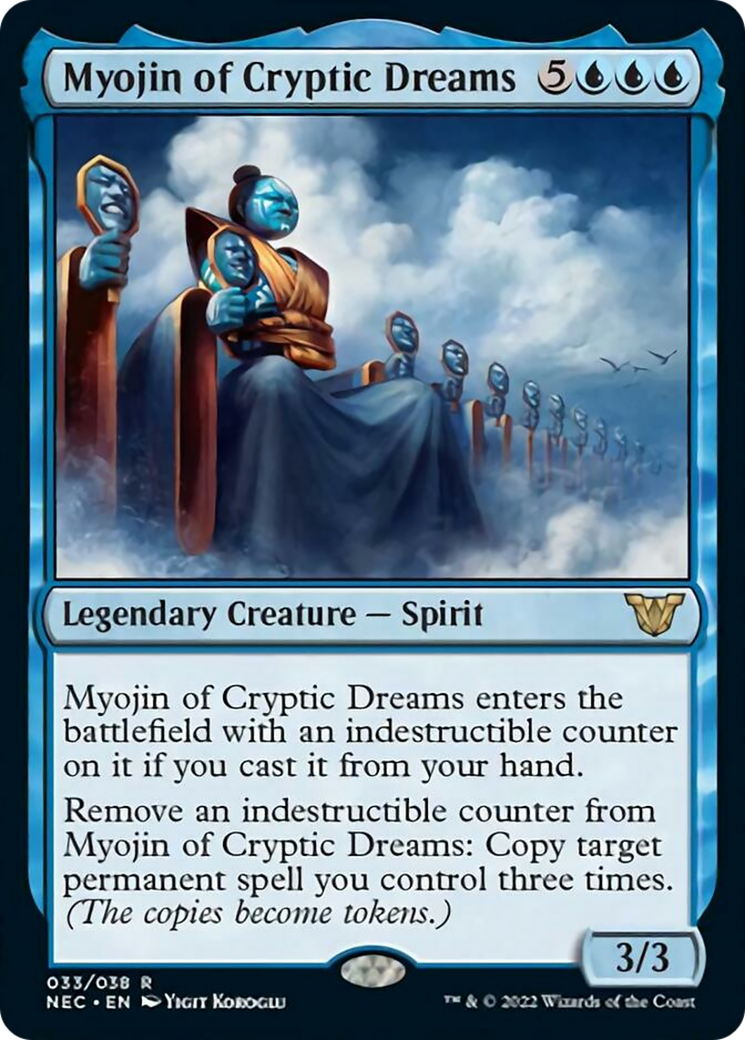 Myojin of Cryptic Dreams 5
Legendary Creature — Spirit
Myojin of Cryptic Dreams enters the
battlefield with an indestructible counter
on it if you cast it from your hand.
Remove an indestructible counter from
Myojin of Cryptic Dreams: Copy target
permanent spell you control three times.
(The copies become tokens.)
3/3
033/038 R
NEC • EN Yigit Koroglu
™ & © 2022 Wizards of the Coast